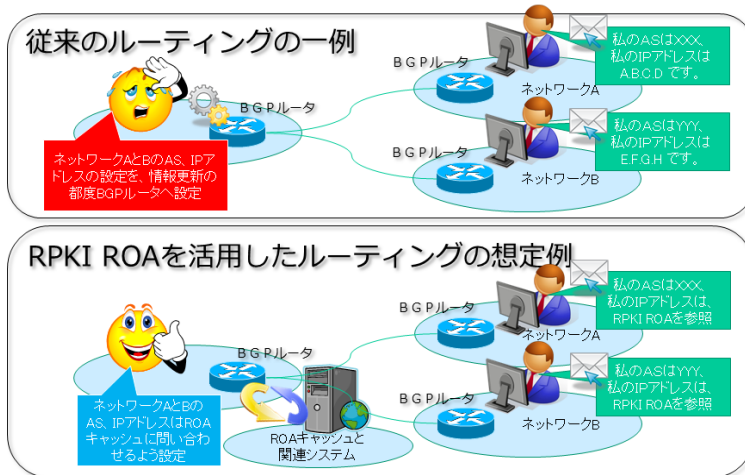 従来のルーティングの一例
私のASはXXX、
私のIPアドレスは
A.B.C.D です。
BGPルータ
ネットワークA
BGPルータ
BGPルータ
私のASはYYY、
私のIPアドレスは
E.F.G.H です。
ネットワークB
ネットワークAとBのAS、IPア
ドレスの設定を、情報更新の
都度BGPルータへ設定
RPKI ROAを活用したルーティングの想定例
私のASはXXX、
私のIPアドレスは、
RPKI ROAを参照
BGPルータ
ネットワークA
BGPルータ
BGPルータ
私のASはYYY、
私のIPアドレスは、
RPKI ROAを参照
ネットワークB
ネットワークAとBの
AS、IPアドレスはROA
キャッシュに問い合わ
せるよう設定
ROAキャッシュと
関連システム